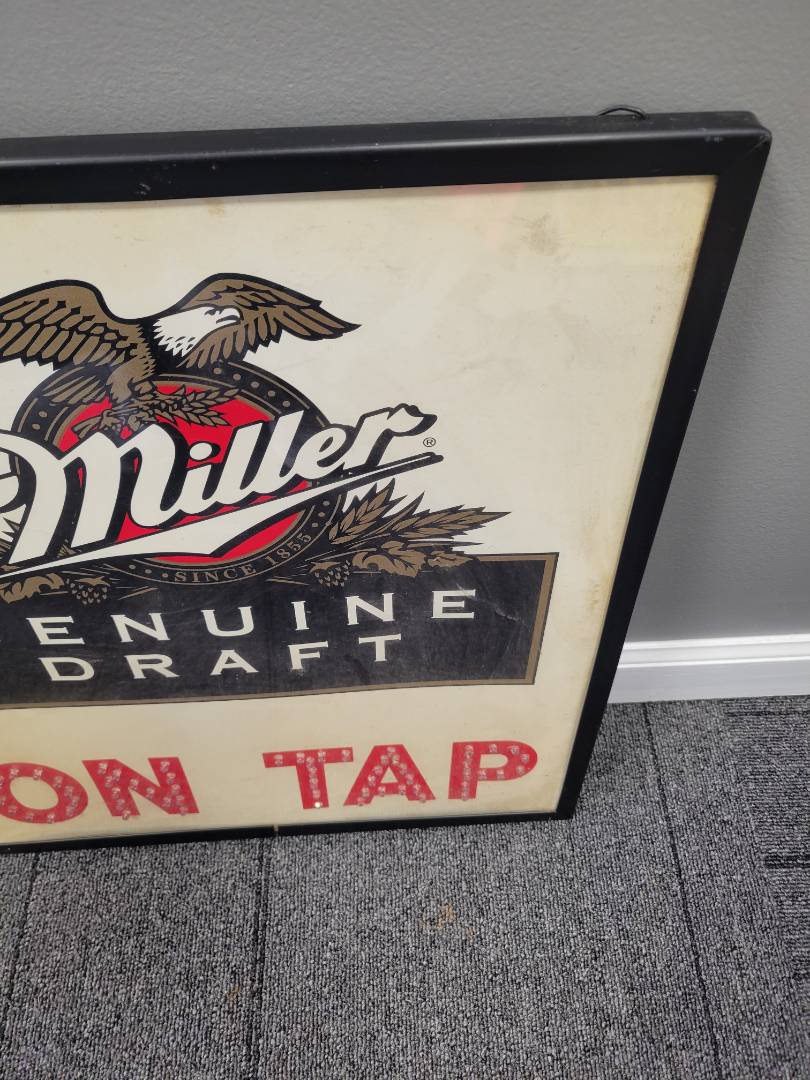 Miller®
SINCE 1855
ENUINE
DRAFT
ON TAP